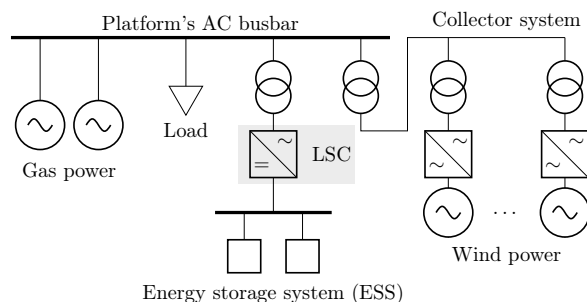 Platform's AC busbar
Collector system
Load
LSC
Gas power
...
Wind power
Energy storage system (ESS)